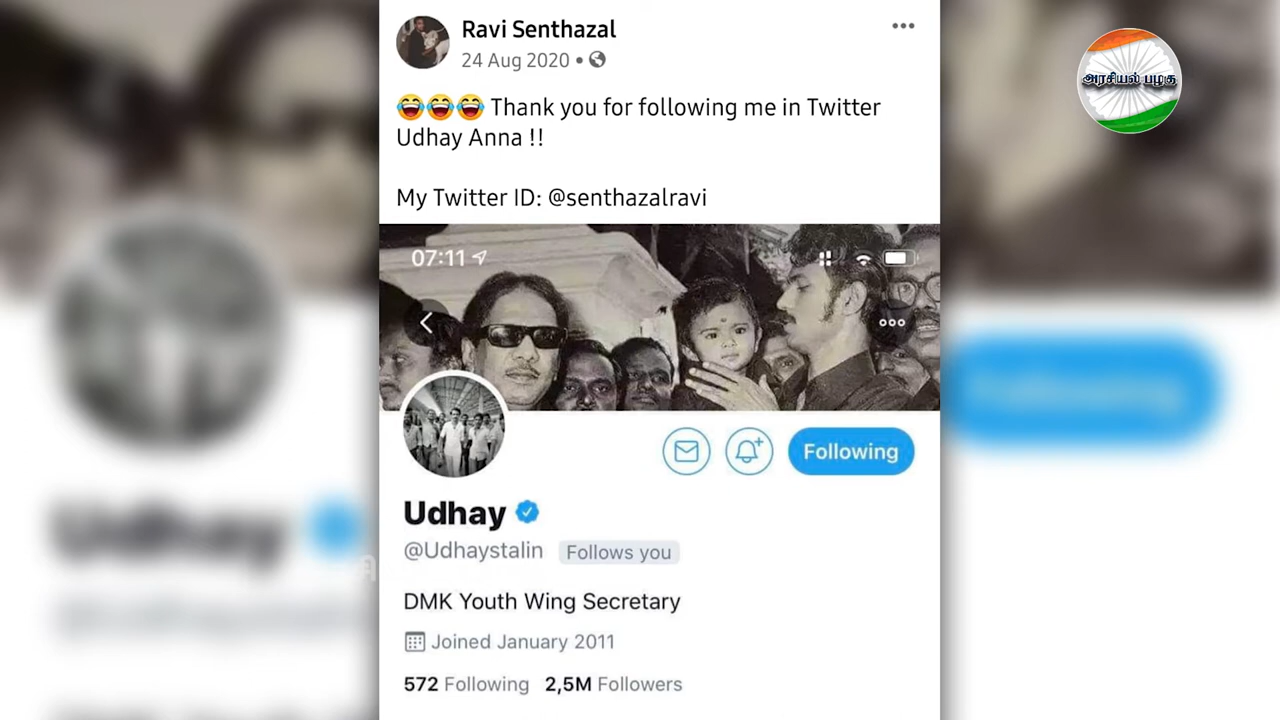 Ravi Senthazal
24 Aug 2020
😂😂😂 Thank you for following me in Twitter
Udhay Anna !!
My Twitter ID: @senthazalravi
அரசியல் பழகு
07:11
Following
Udhay
@Udhaystalin Follows you
DMK Youth Wing Secretary
Joined January 2011
572 Following 2,5M Followers